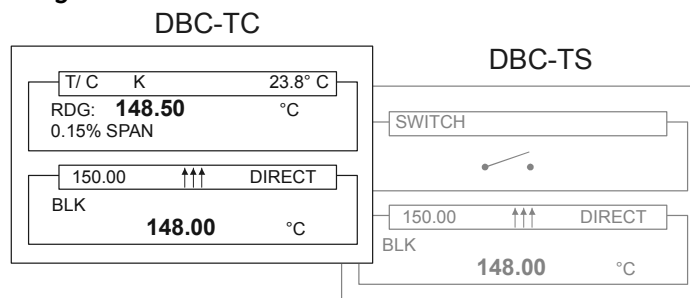 DBC-TC
T/ C K 23.8° C
RDG: 148.50 °C
0.15% SPAN
150.00 ↑↑↑ DIRECT
BLK
148.00 °C
DBC-TS
SWITCH
150.00 ↑↑↑ DIRECT
BLK
148.00 °C